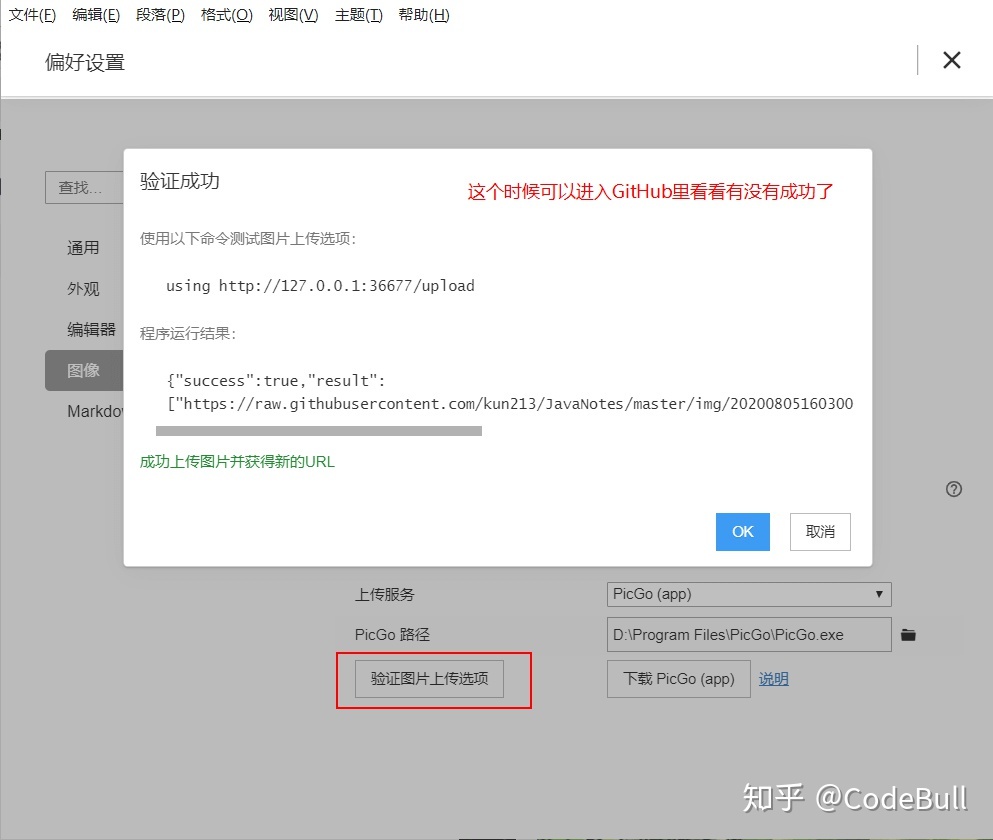 文件(F) 编辑(E) 段落(P) 格式(O) 视图(V) 主题(T) 帮助(H)
偏好设置
查找...
通用
外观
编辑器
图像
验证成功
这个时候可以进入GitHub里看看有没有成功了
使用以下命令测试图片上传选项:
using http://127.0.0.1:36677/upload
程序运行结果:
{"success":true,"result":
["https://raw.githubusercontent.com/kun213/JavaNotes/master/img/20200805160300
成功上传图片并获得新的URL
OK 取消
上传服务 PicGo (app)
PicGo 路径 D:\Program Files\PicGo\PicGo.exe
验证图片上传选项 下载 PicGo (app) 说明
知乎 @CodeBull